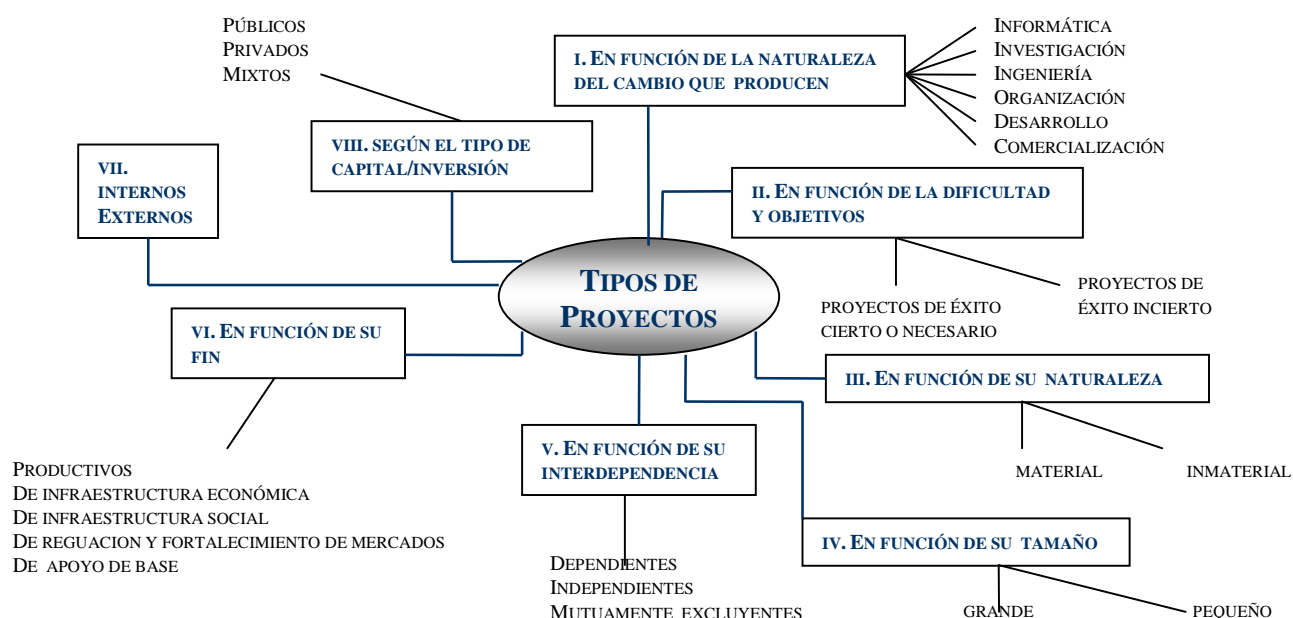 PÚBLICOS
PRIVADOS
MIXTOS
I. EN FUNCIÓN DE LA NATURALEZA
DEL CAMBIO QUE PRODUCEN
INFORMÁTICA
INVESTIGACIÓN
INGENIERÍA
ORGANIZACIÓN
DESARROLLO
COMERCIALIZACIÓN
VIII. SEGÚN EL TIPO DE
CAPITAL/INVERSIÓN
VII.
INTERNOS
EXTERNOS
II. EN FUNCIÓN DE LA DIFICULTAD
Y OBJETIVOS
TIPOS DE
PROYECTOS
PROYECTOS DE ÉXITO
CIERTO O NECESARIO
PROYECTOS DE
ÉXITO INCIERTO
VI. EN FUNCIÓN DE SU
FIN
III. EN FUNCIÓN DE SU NATURALEZA
MATERIAL
INMATERIAL
V. EN FUNCIÓN DE SU
INTERDEPENDENCIA
PRODUCTIVOS
DE INFRAESTRUCTURA ECONÓMICA
DE INFRAESTRUCTURA SOCIAL
DE REGUACION Y FORTALECIMIENTO DE MERCADOS
DE APOYO DE BASE
IV. EN FUNCIÓN DE SU TAMAÑO
DEPENDIENTES
INDEPENDIENTES
MUTUAMENTE EXCLUYENTES
GRANDE
PEQUEÑO